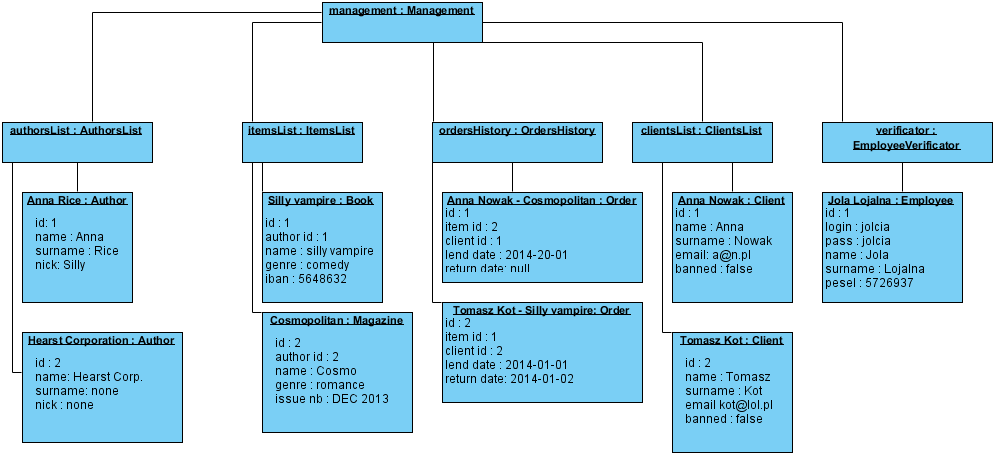 management : Management
authorsList : AuthorsList
itemsList : ItemsList
ordersHistory : OrdersHistory
clientsList : ClientsList
verificator :
EmployeeVerificator
Anna Rice : Author
id: 1
name : Anna
surname : Rice
nick: Silly
Silly vampire : Book
id : 1
author id : 1
name : silly vampire
genre : comedy
iban : 5648632
Anna Nowak - Cosmopolitan : Order
id : 1
item id : 2
client id : 1
lend date : 2014-20-01
return date: null
Anna Nowak : Client
id : 1
name : Anna
surname : Nowak
email: a@n.pl
banned : false
Jola Lojalna : Employee
id : 1
login : jolcia
pass : jolcia
name : Jola
surname : Lojalna
pesel : 5726937
Hearst Corporation : Author
id : 2
name: Hearst Corp.
surname: none
nick : none
Cosmopolitan : Magazine
id : 2
author id : 2
name : Cosmo
genre : romance
issue nb : DEC 2013
Tomasz Kot - Silly vampire: Order
id : 2
item id : 1
client id : 2
lend date : 2014-01-01
return date: 2014-01-02
Tomasz Kot : Client
id : 2
name : Tomasz
surname : Kot
email kot@lol.pl
banned : false